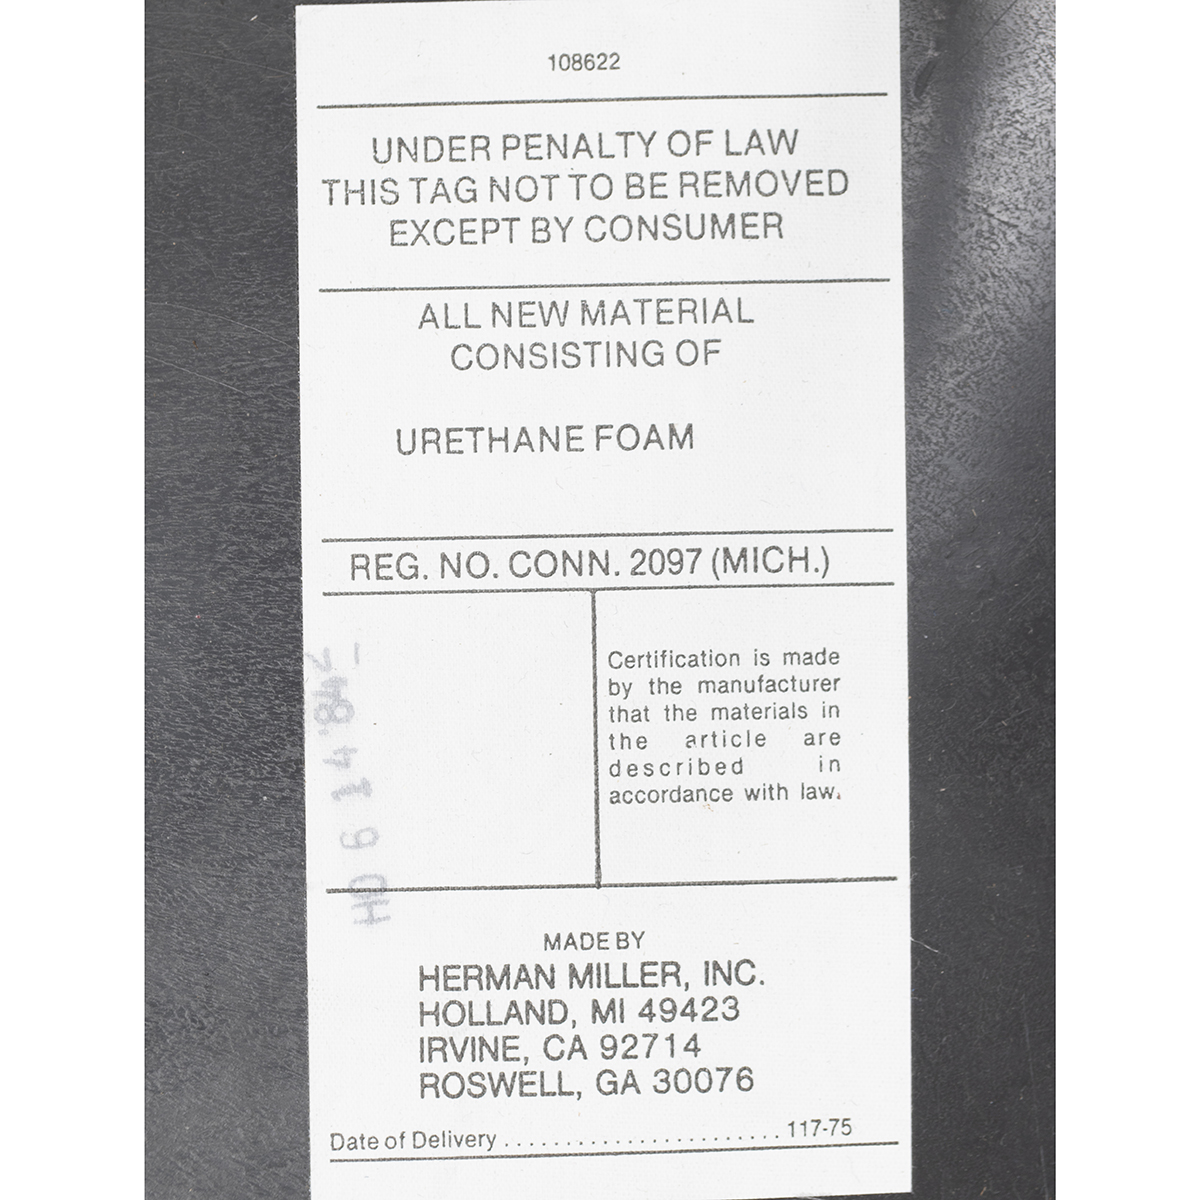 108622
UNDER PENALTY OF LAW
THIS TAG NOT TO BE REMOVED
EXCEPT BY CONSUMER
ALL NEW MATERIAL
CONSISTING OF
URETHANE FOAM
REG. NO. CONN. 2097 (MICH.)
Certification is made
by the manufacturer
that the materials in
the article are
described in
accordance with law.
HD 6 14
MADE BY
HERMAN MILLER, INC.
HOLLAND, MI 49423
IRVINE, CA 92714
ROSWELL, GA 30076
Date of Delivery ........................ 117-75